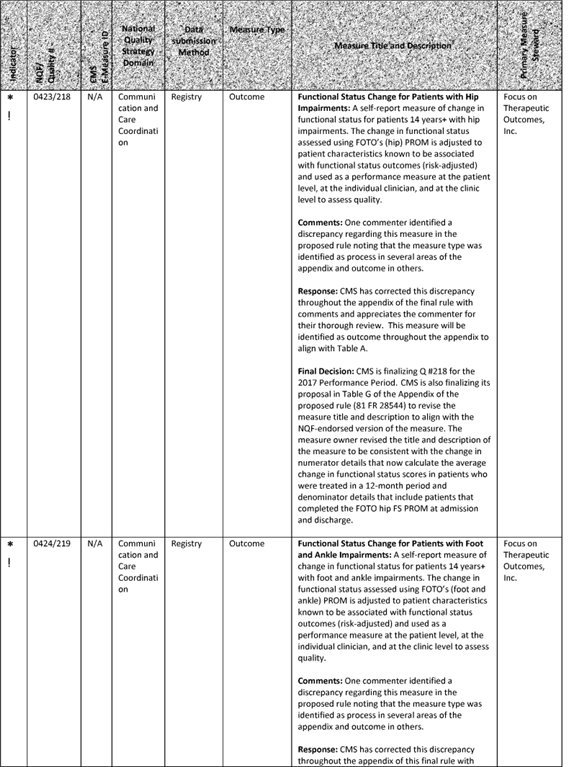 Indicator
NQF/
Quality #
CMS
E-Measure ID
National
Quality
Strategy
Domain
Data
submission
Method
Measure Type
Measure Title and Description
Primary Measure
Steward
*
!
0423/218
N/A
Communi
cation and
Care
Coordinati
on
Registry
Outcome
Functional Status Change for Patients with Hip
Impairments: A self-report measure of change in
functional status for patients 14 years+ with hip
impairments. The change in functional status
assessed using FOTO's (hip) PROM is adjusted to
patient characteristics known to be associated
with functional status outcomes (risk-adjusted)
and used as a performance measure at the patient
level, at the individual clinician, and at the clinic
level to assess quality.
Comments: One commenter identified a
discrepancy regarding this measure in the
proposed rule noting that the measure type was
identified as process in several areas of the
appendix and outcome in others.
Response: CMS has corrected this discrepancy
throughout the appendix of the final rule with
comments and appreciates the commenter for
their thorough review.  This measure will be
identified as outcome throughout the appendix to
align with Table A.
Final Decision: CMS is finalizing Q #218 for the
2017 Performance Period. CMS is also finalizing its
proposal in Table G of the Appendix of the
proposed rule (81 FR 28544) to revise the
measure title and description to align with the
NQF-endorsed version of the measure. The
measure owner revised the title and description of
the measure to be consistent with the change in
numerator details that now calculate the average
change in functional status scores in patients who
were treated in a 12-month period and
denominator details that include patients that
completed the FOTO hip FS PROM at admission
and discharge.
Focus on
Therapeutic
Outcomes,
Inc.
*
!
0424/219
N/A
Communi
cation and
Care
Coordinati
on
Registry
Outcome
Functional Status Change for Patients with Foot
and Ankle Impairments: A self-report measure of
change in functional status for patients 14 years+
with foot and ankle impairments. The change in
functional status assessed using FOTO's (foot and
ankle) PROM is adjusted to patient characteristics
known to be associated with functional status
outcomes (risk-adjusted) and used as a
performance measure at the patient level, at the
individual clinician, and at the clinic level to assess
quality.
Comments: One commenter identified a
discrepancy regarding this measure in the
proposed rule noting that the measure type was
identified as process in several areas of the
appendix and outcome in others.
Response: CMS has corrected this discrepancy
throughout the appendix of this final rule with
Focus on
Therapeutic
Outcomes,
Inc.